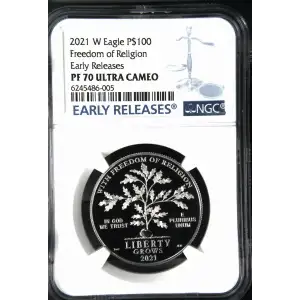 2021 W Eagle P$100
Freedom of Religion
Early Releases
PF 70 ULTRA CAMEO
6245486-005
NGC
EARLY RELEASES
WITH FREEDOM OF RELIGION
IN GOD
WE TRUST
E
PLURIBUS
UNUM
LIBERTY
GROWS
2021